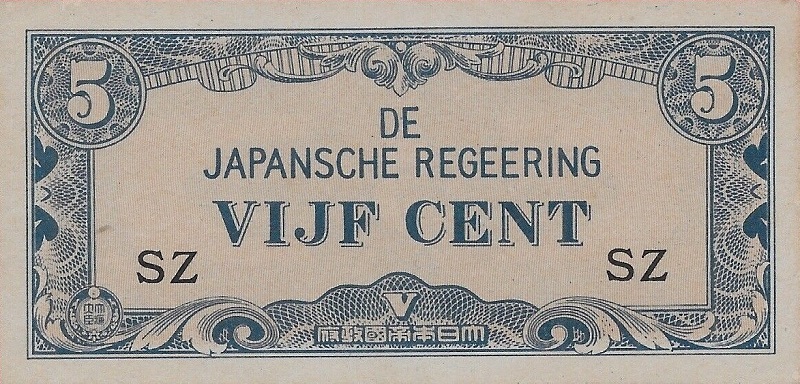 5 5
DE
JAPANSCHE REGEERING
VIJF CENT
SZ SZ
V
府政國帝本日大